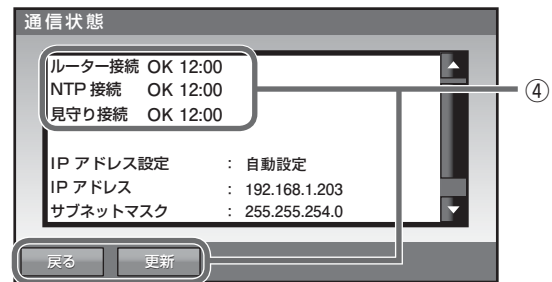 通信状態
ルーター接続 OK 12:00
NTP 接続 OK 12:00
見守り接続 OK 12:00
④
IP アドレス設定 : 自動設定
IP アドレス : 192.168.1.203
サブネットマスク : 255.255.254.0
戻る 更新